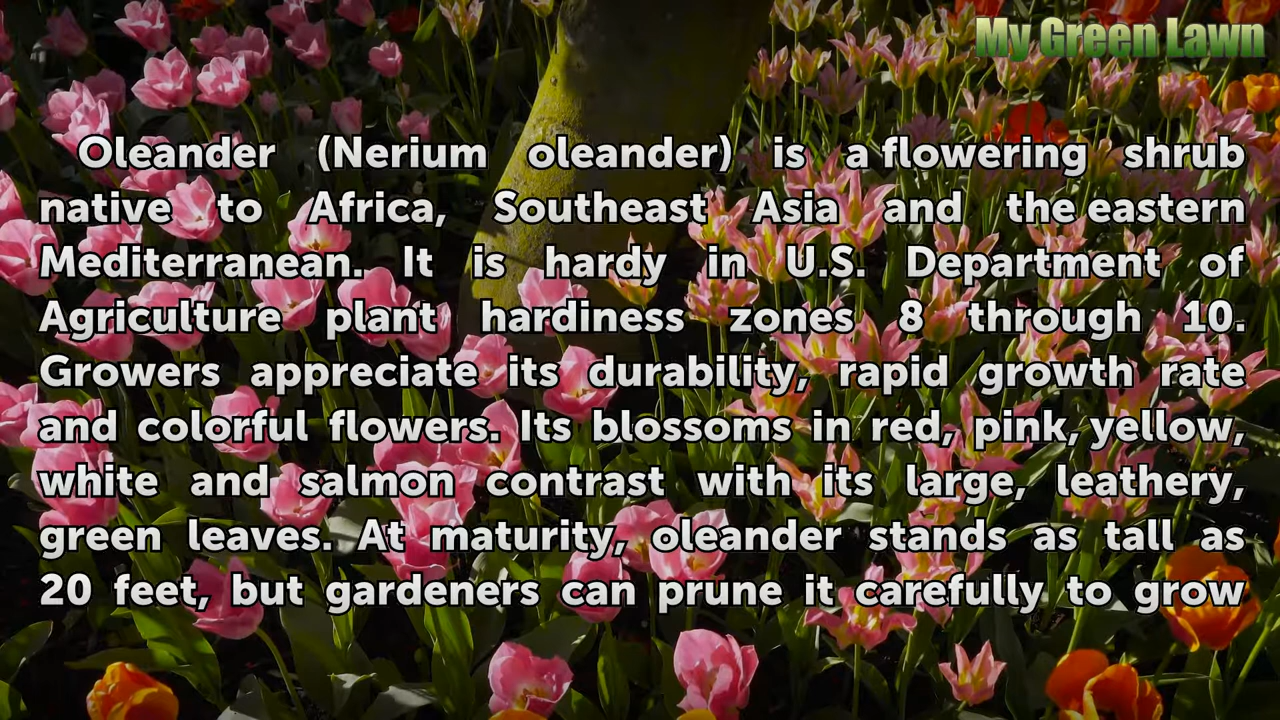 My Green Lawn
Oleander (Nerium oleander) is a flowering shrub
native to Africa, Southeast Asia and the eastern
Mediterranean. It is hardy in U.S. Department of
Agriculture plant hardiness zones 8 through 10.
Growers appreciate its durability, rapid growth rate
and colorful flowers. Its blossoms in red, pink, yellow,
white and salmon contrast with its large, leathery,
green leaves. At maturity, oleander stands as tall as
20 feet, but gardeners can prune it carefully to grow